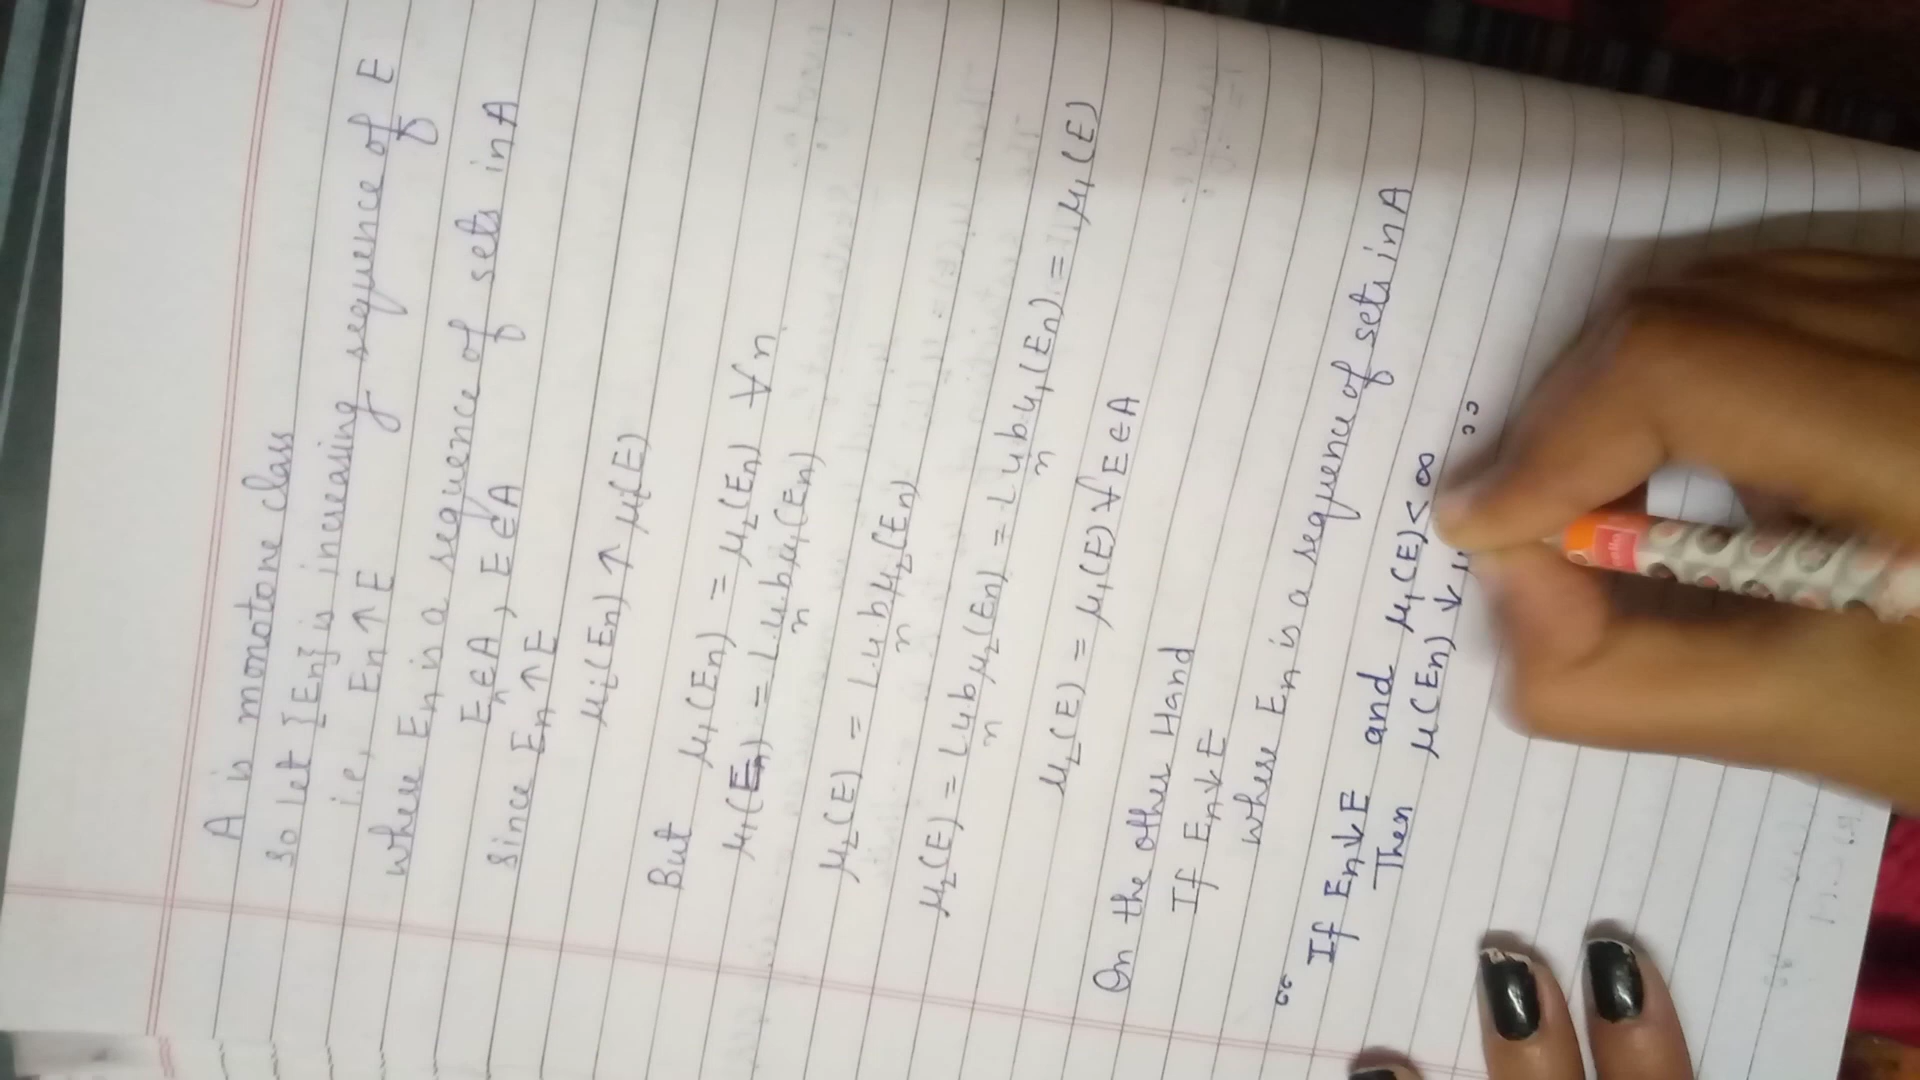 A is monotone class
So let {En} is increasing sequence of E
i.e, En ↑ E
where En is a sequence of sets in A
En ∈ A, E ∈ A
Since En ↑ E
μi(En) ↑ μi(E)
But μ1(En) = μ2(En) ∀ n
μ1(En) = L.u.b μ1(En)
n
μ2(E) = L.u.b μ2(En)
n
μ2(E) = L u b μ2(En) = L u b μ1(En) = μ1(E)
n n
μ2(E) = μ1(E) ∀ E ∈ A
On the other Hand
If En ↓ E
where En is a sequence of sets in A
" If En ↓ E and μ1(E) < ∞
Then μ(En) ↓ "
cello